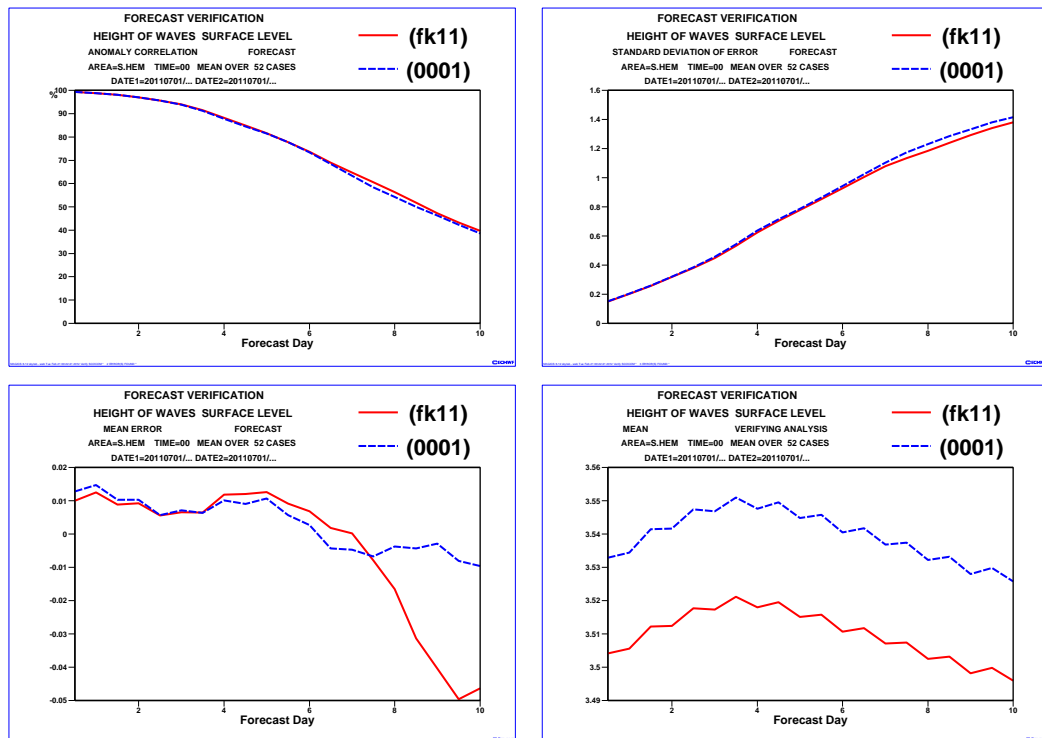 FORECAST VERIFICATION
HEIGHT OF WAVES SURFACE LEVEL
ANOMALY CORRELATION FORECAST
AREA=S.HEM TIME=00 MEAN OVER 52 CASES
DATE1=20110701/... DATE2=20110701/...
(fk11)
(0001)
%
100
90
80
70
60
50
40
30
20
10
0
2 4 6 8 10
Forecast Day
ECMWF
FORECAST VERIFICATION
HEIGHT OF WAVES SURFACE LEVEL
STANDARD DEVIATION OF ERROR FORECAST
AREA=S.HEM TIME=00 MEAN OVER 52 CASES
DATE1=20110701/... DATE2=20110701/...
(fk11)
(0001)
1.6
1.4
1.2
1
0.8
0.6
0.4
0.2
0
2 4 6 8 10
Forecast Day
ECMWF
FORECAST VERIFICATION
HEIGHT OF WAVES SURFACE LEVEL
MEAN ERROR FORECAST
AREA=S.HEM TIME=00 MEAN OVER 52 CASES
DATE1=20110701/... DATE2=20110701/...
(fk11)
(0001)
0.02
0.01
0
-0.01
-0.02
-0.03
-0.04
-0.05
2 4 6 8 10
Forecast Day
FORECAST VERIFICATION
HEIGHT OF WAVES SURFACE LEVEL
MEAN VERIFYING ANALYSIS
AREA=S.HEM TIME=00 MEAN OVER 52 CASES
DATE1=20110701/... DATE2=20110701/...
(fk11)
(0001)
3.56
3.55
3.54
3.53
3.52
3.51
3.5
3.49
2 4 6 8 10
Forecast Day